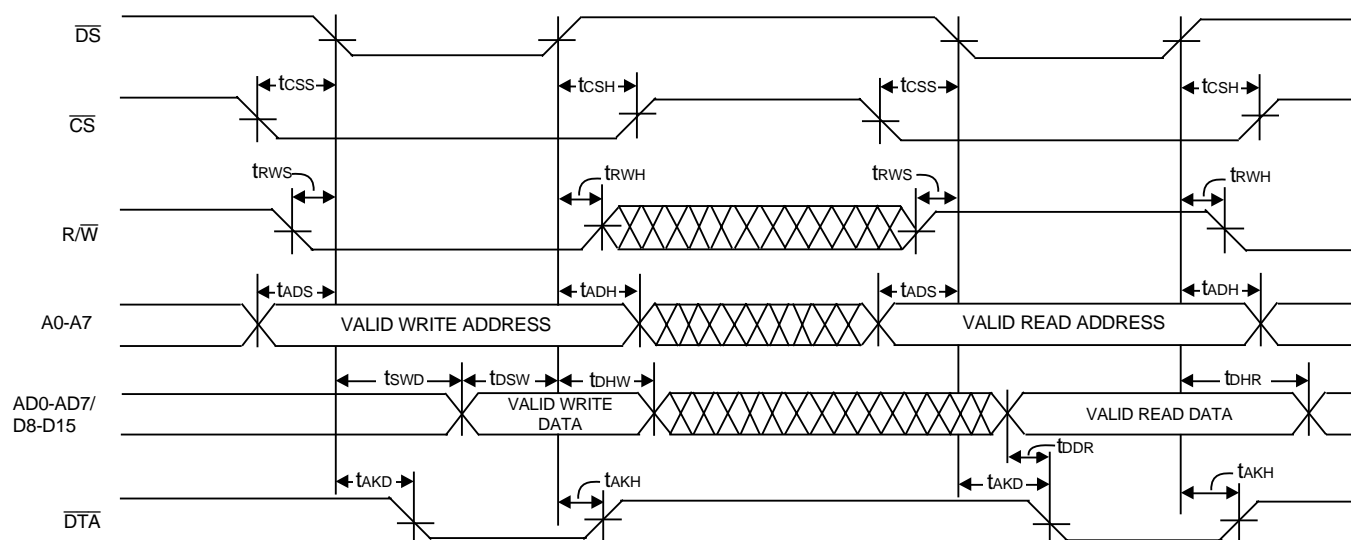 DS
tCSS
tCSH
tCSS
tCSH
CS
tRWS
tRWH
tRWS
tRWH
R/W
tADS
tADH
tADS
tADH
A0-A7
VALID WRITE ADDRESS
VALID READ ADDRESS
tSWD
tDSW
tDHW
tDHR
AD0-AD7/
D8-D15
VALID WRITE
DATA
VALID READ DATA
tDDR
tAKD
tAKH
tAKD
tAKH
DTA